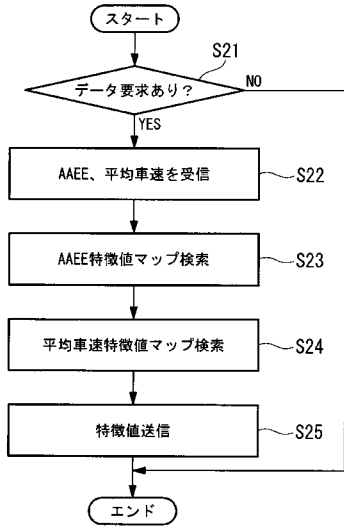 スタート
S21
データ要求あり?
NO
YES
AAEE、平均車速を受信
S22
AAEE特徴値マップ検索
S23
平均車速特徴値マップ検索
S24
特徴値送信
S25
エンド